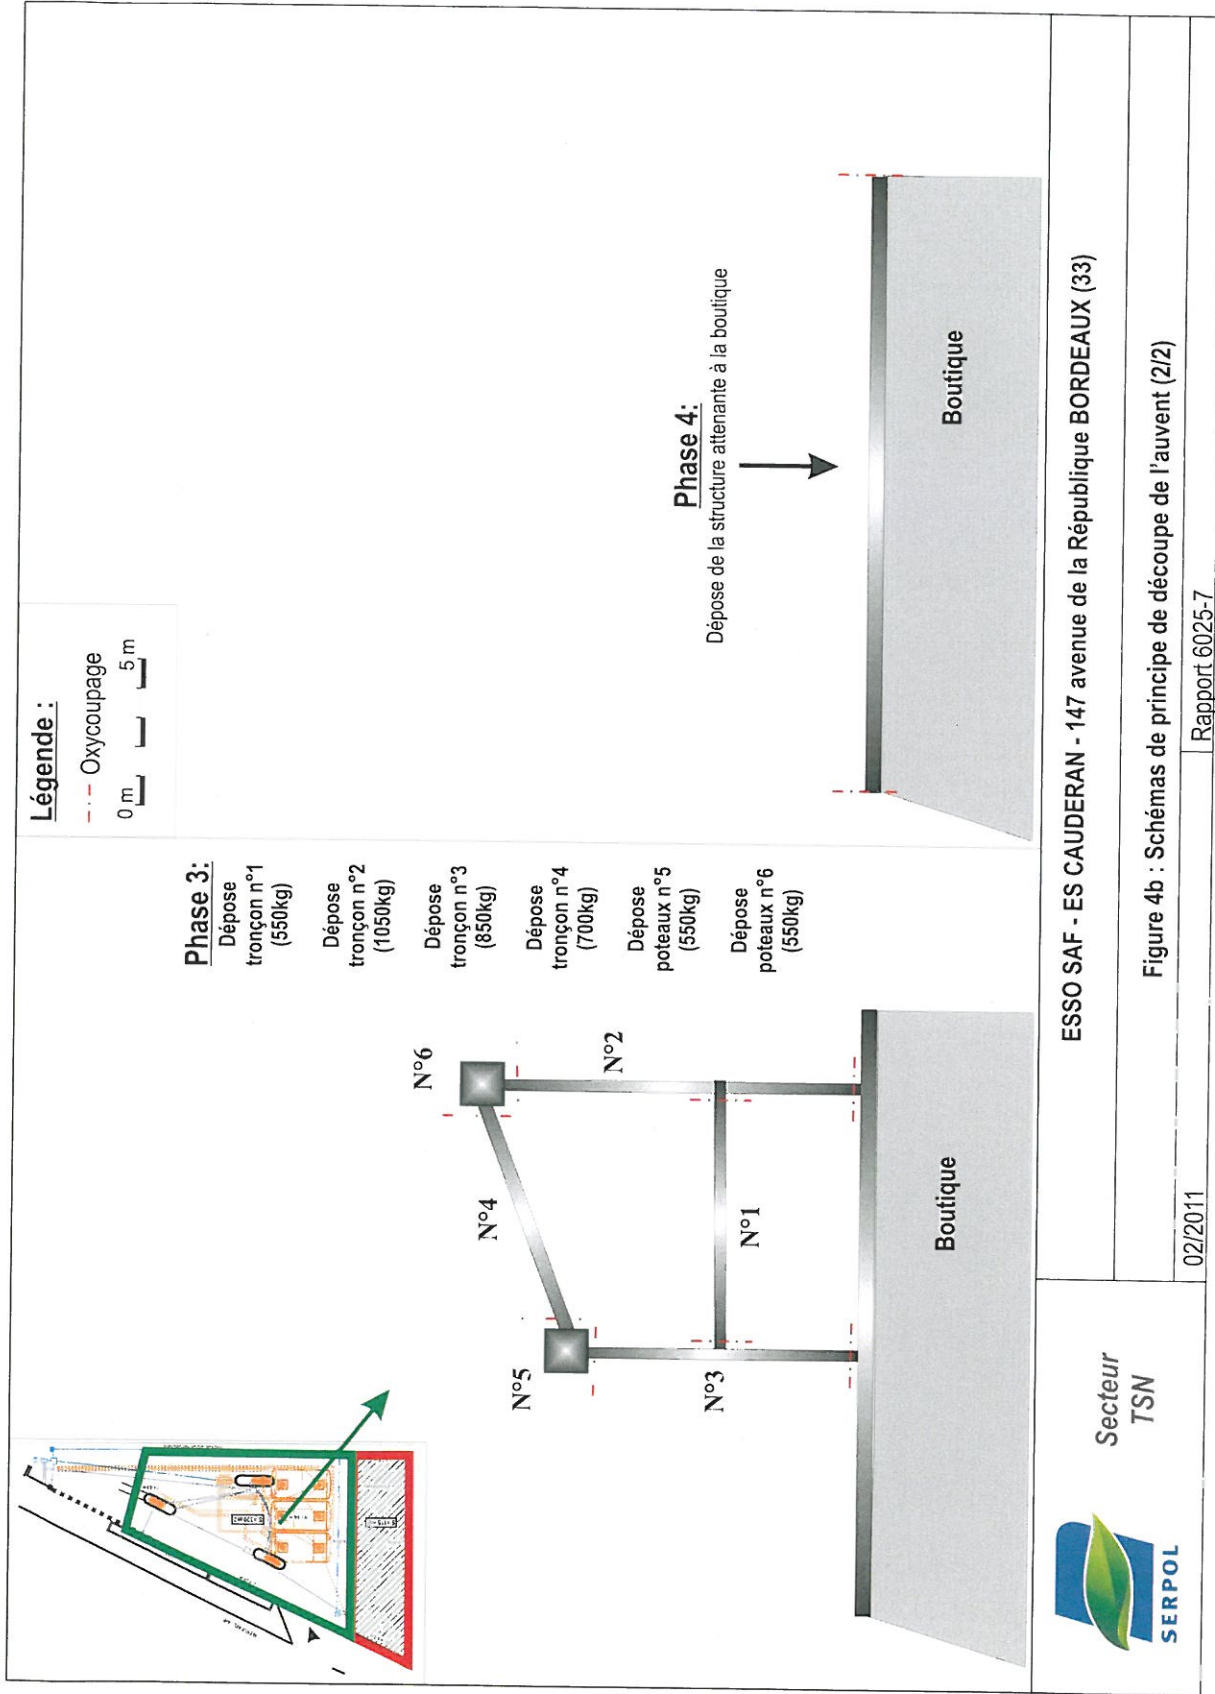 Légende :
Oxycoupage
0 m
5 m
Phase 3:
Dépose
tronçon n°1
(550kg)
Dépose
tronçon n°2
(1050kg)
Dépose
tronçon n°3
(850kg)
Dépose
tronçon n°4
(700kg)
Dépose
poteaux n°5
(550kg)
Dépose
poteaux n°6
(550kg)
N°6
N°4
N°5
N°2
N°1
N°3
Boutique
Phase 4:
Dépose de la structure attenante à la boutique
Boutique
SERPOL
Secteur
TSN
ESSO SAF - ES CAUDERAN - 147 avenue de la République BORDEAUX (33)
Figure 4b : Schémas de principe de découpe de l'auvent (2/2)
02/2011
Rapport 6025-7